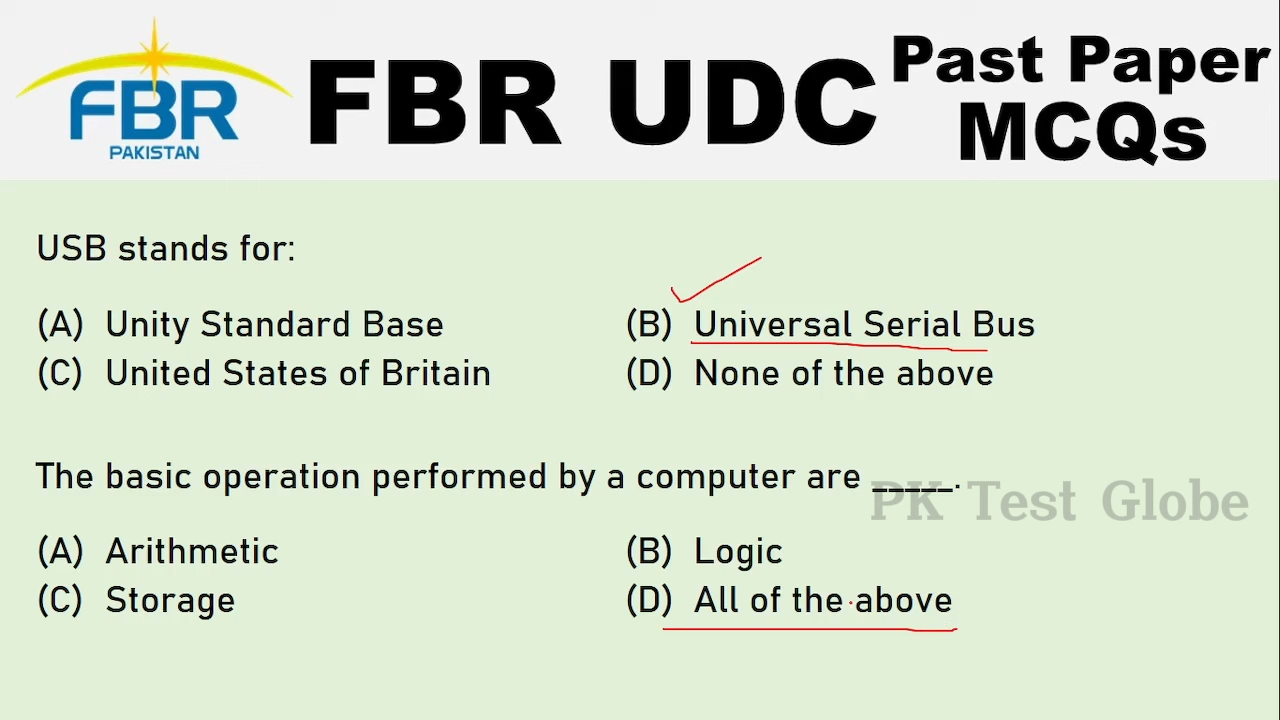 FBR
PAKISTAN
FBR UDC
Past Paper
MCQs
USB stands for:
(A) Unity Standard Base
(B) Universal Serial Bus
(C) United States of Britain
(D) None of the above
The basic operation performed by a computer are _____.
PK Test Globe
(A) Arithmetic
(B) Logic
(C) Storage
(D) All of the above